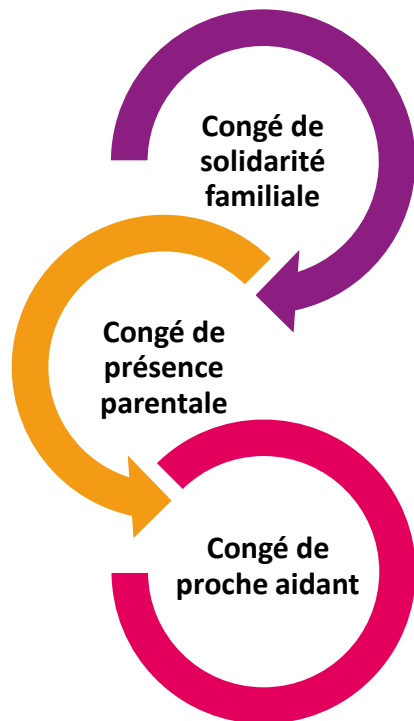 Congé de
solidarité
familiale
Congé de
présence
parentale
Congé de
proche aidant